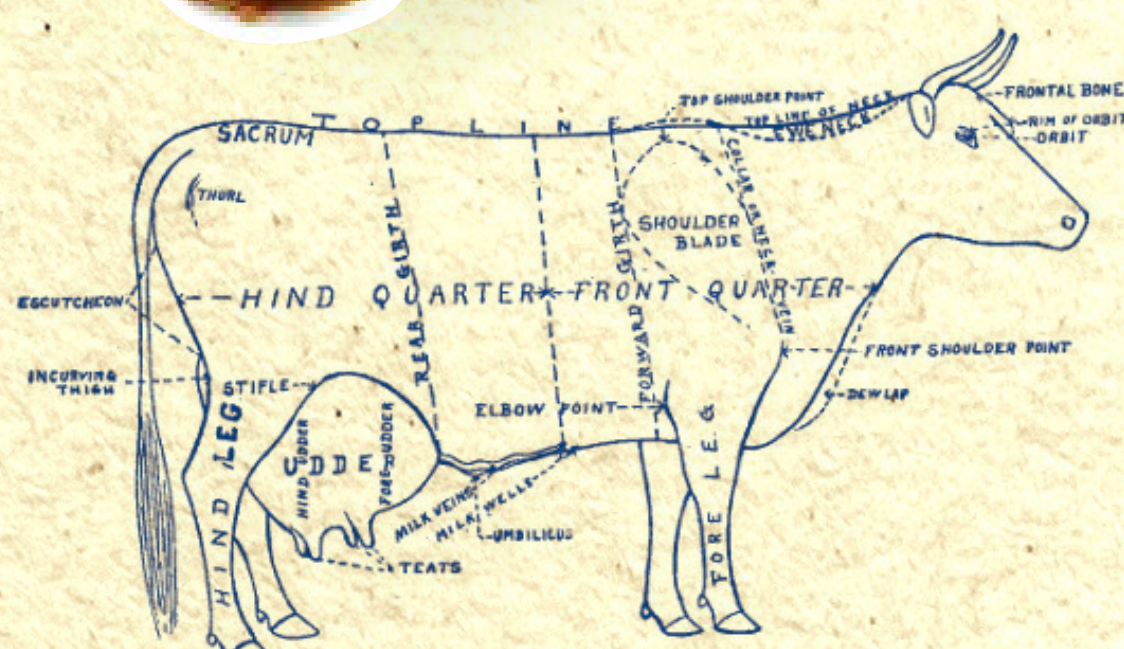 TOP SHOULDER POINT
FRONTAL BONE
TOP LINE OF NECK
EWE NECK
RIM OF ORBIT
ORBIT
TOP LINE
SACRUM
THURL
SHOULDER
BLADE
REAR GIRTH
FORWARD GIRTH
ESCUTCHEON
HIND QUARTER
FRONT QUARTER
FRONT SHOULDER POINT
INCURVING
THIGH
STIFLE
ELBOW POINT
DEWLAP
HIND LEG
UDDE
HIND UDDER
FORE UDDER
MILK VEINS
MILK WELLS
UMBILICUS
TEATS
FORE LEG